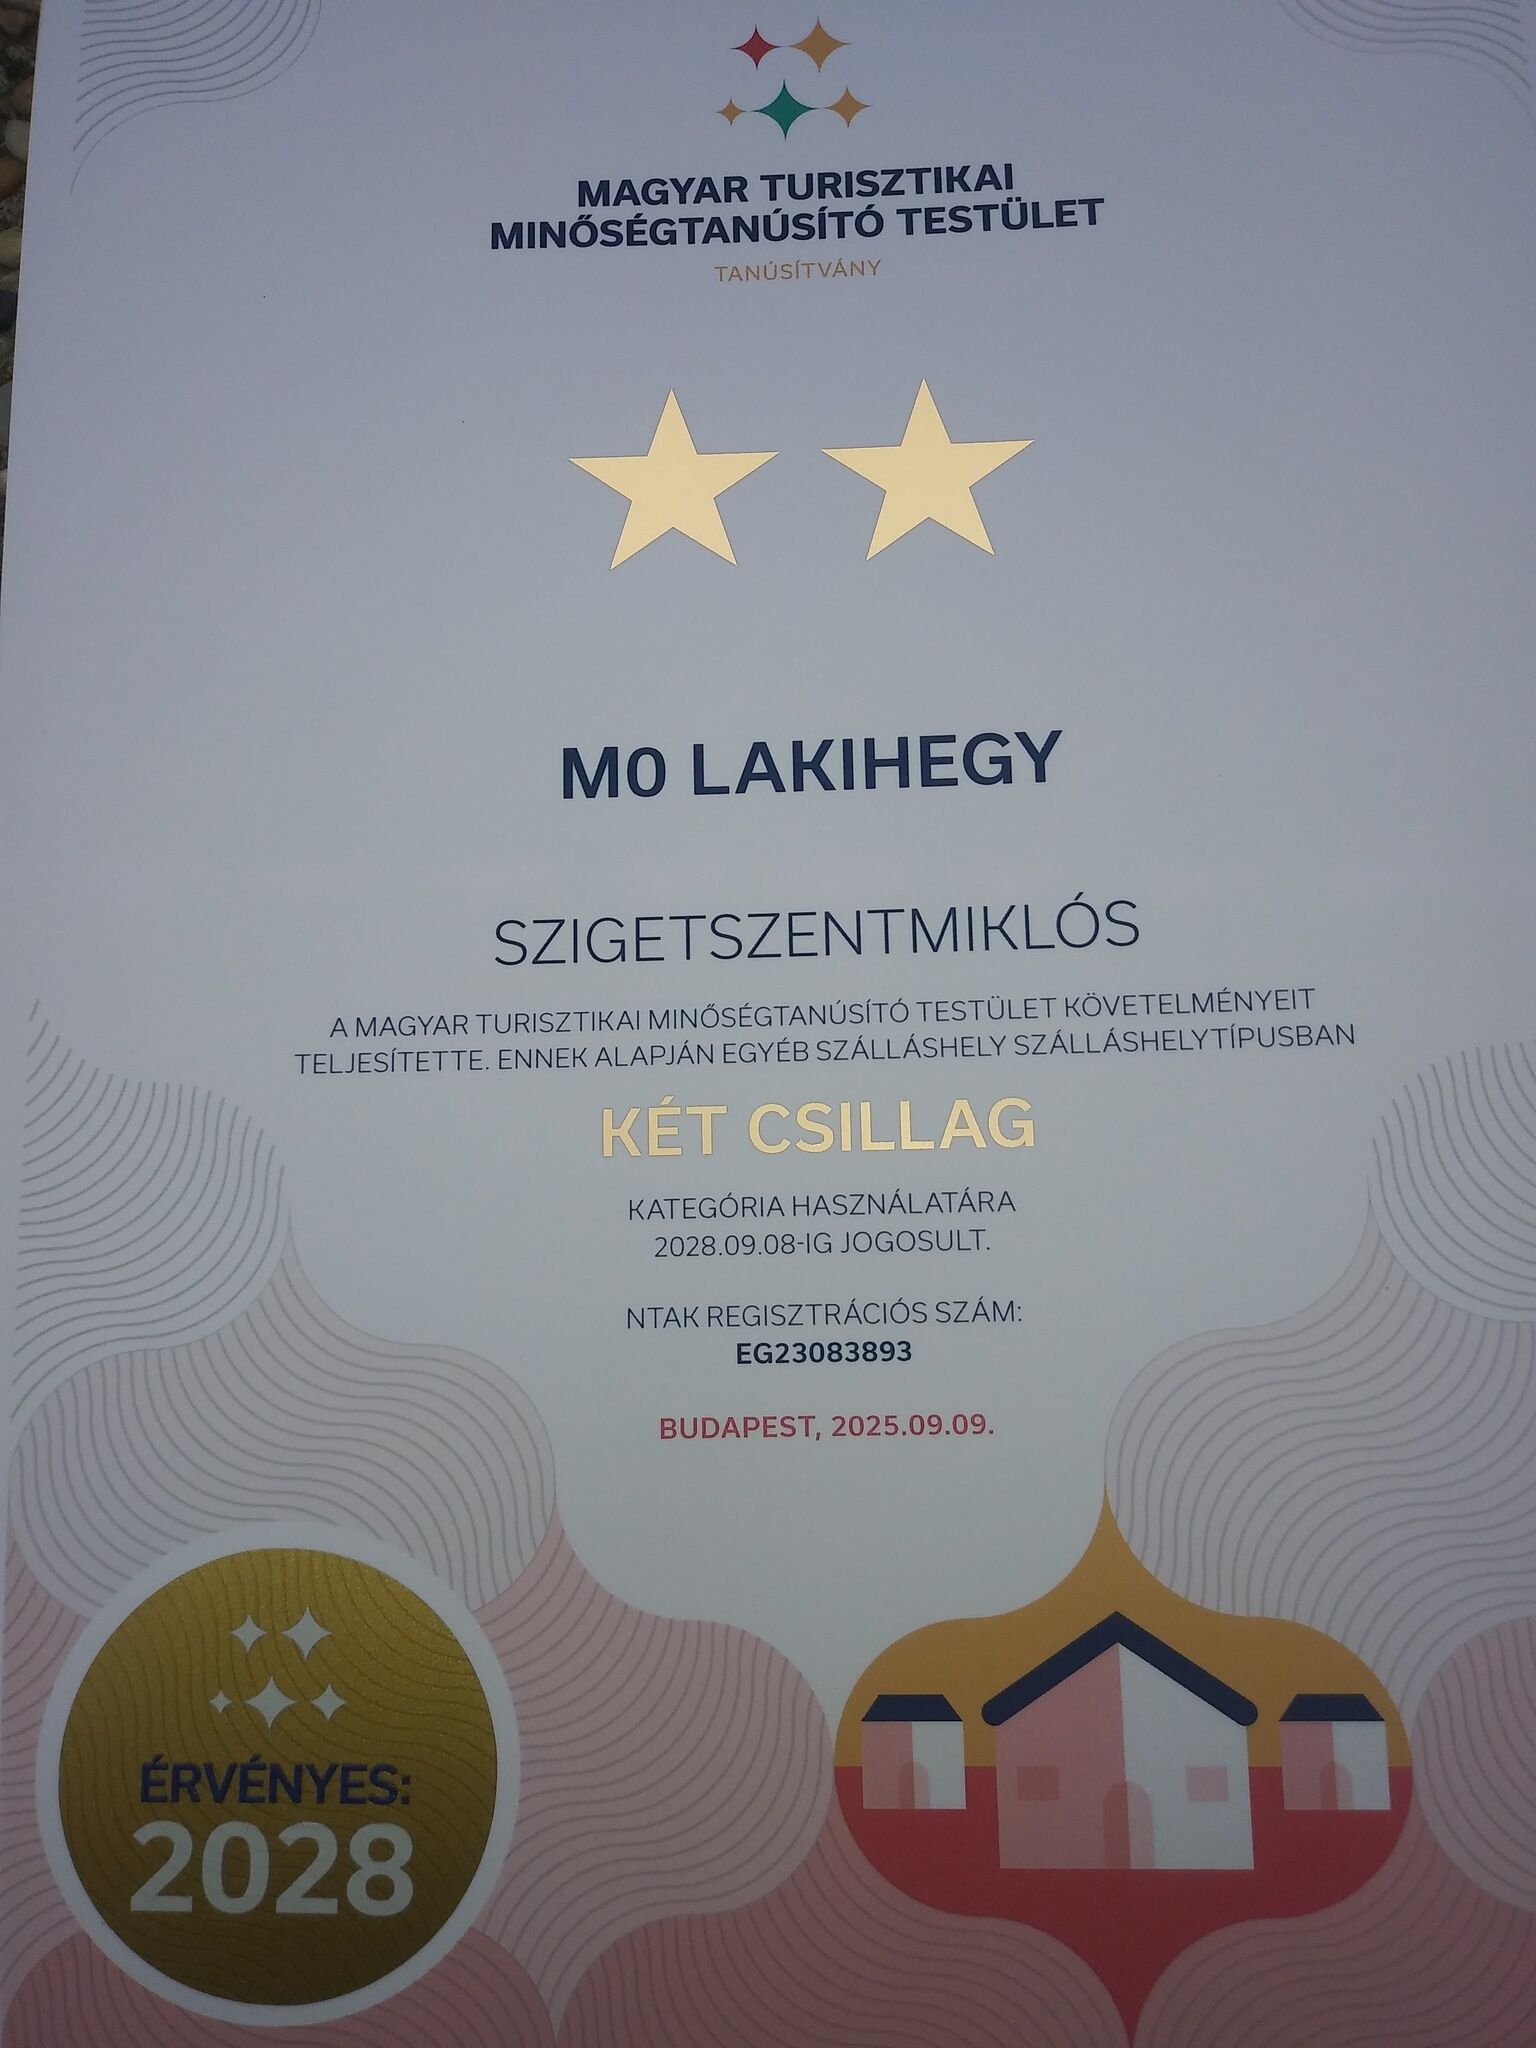 MAGYAR TURISZTIKAI
MINŐSÉGTANÚSÍTÓ TESTÜLET
TANÚSÍTVÁNY
M0 LAKIHEGY
SZIGETSZENTMIKLÓS
A MAGYAR TURISZTIKAI MINŐSÉGTANÚSÍTÓ TESTÜLET KÖVETELMÉNYEIT
TELJESÍTETTE. ENNEK ALAPJÁN EGYÉB SZÁLLÁSHELY SZÁLLÁSHELYTÍPUSBAN
KÉT CSILLAG
KATEGÓRIA HASZNÁLATÁRA
2028.09.08-IG JOGOSULT.
NTAK REGISZTRÁCIÓS SZÁM:
EG23083893
BUDAPEST, 2025.09.09.
ÉRVÉNYES:
2028